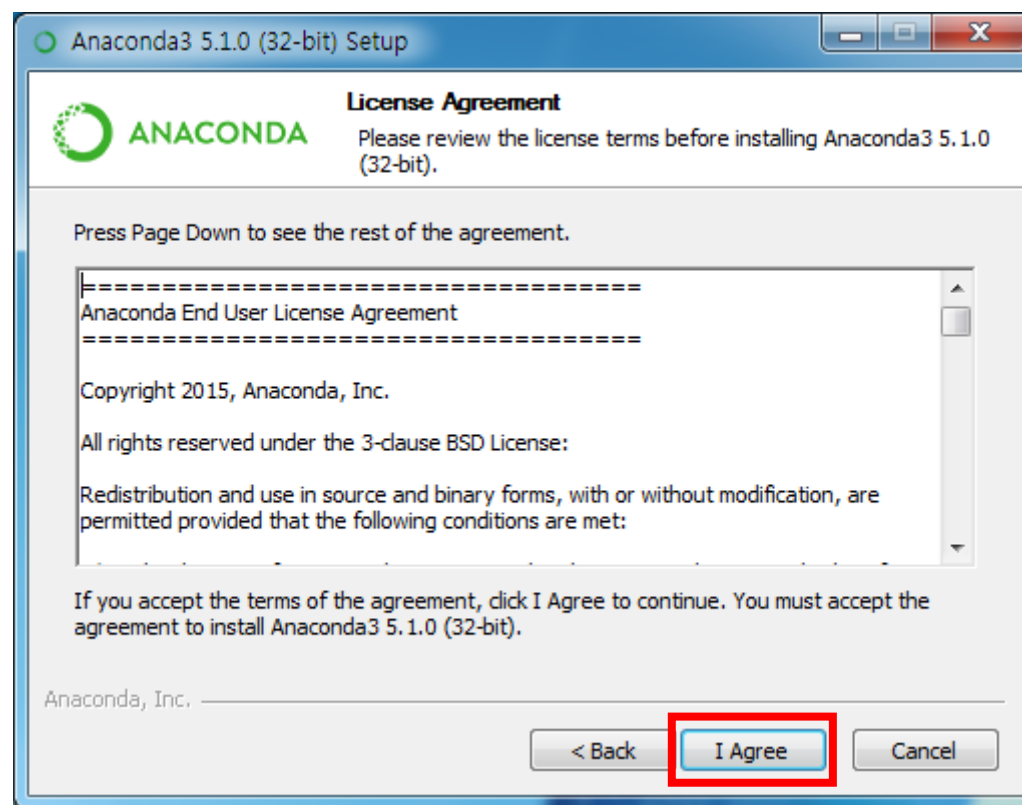 Anaconda3 5.1.0 (32-bit) Setup
ANACONDA
License Agreement
Please review the license terms before installing Anaconda3 5.1.0
(32-bit).
Press Page Down to see the rest of the agreement.
===================================
Anaconda End User License Agreement
===================================
Copyright 2015, Anaconda, Inc.
All rights reserved under the 3-clause BSD License:
Redistribution and use in source and binary forms, with or without modification, are
permitted provided that the following conditions are met:
If you accept the terms of the agreement, click I Agree to continue. You must accept the
agreement to install Anaconda3 5.1.0 (32-bit).
Anaconda, Inc.
< Back
I Agree
Cancel